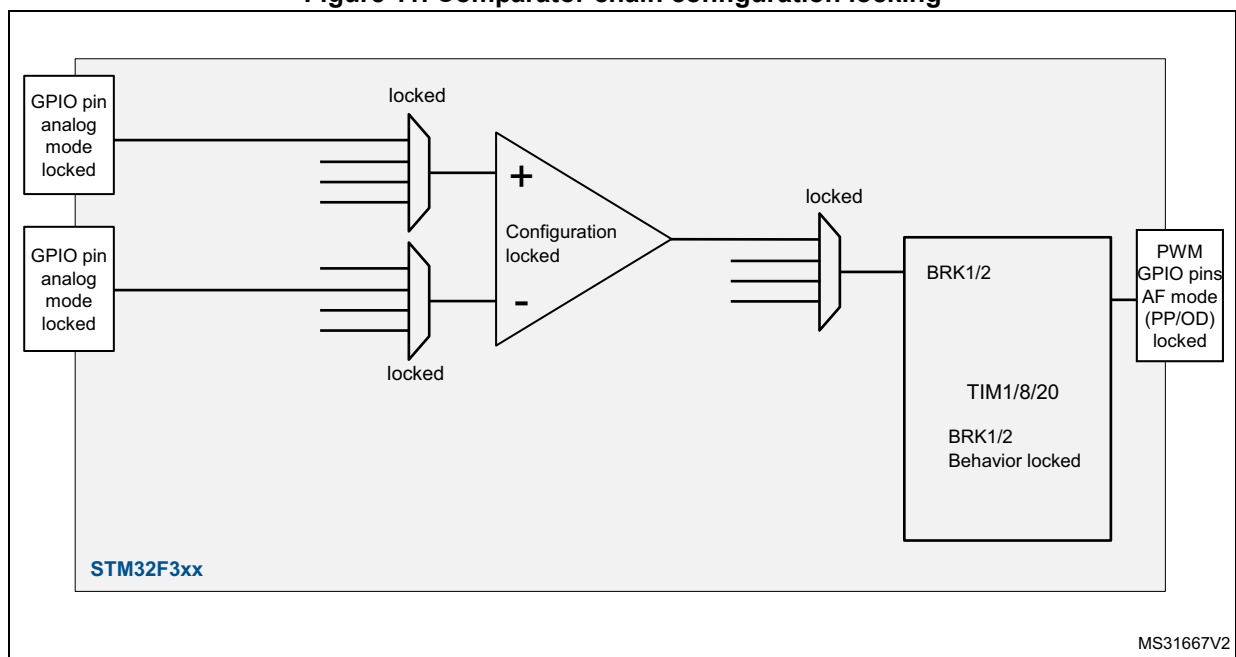 Figure Comparator chain configuration locking
GPIO pin
analog
mode
locked
locked
+
Configuration
locked
-
GPIO pin
analog
mode
locked
locked
locked
BRK1/2
TIM1/8/20
BRK1/2
Behavior locked
PWM
GPIO pins
AF mode
(PP/OD)
locked
STM32F3xx
MS31667V2